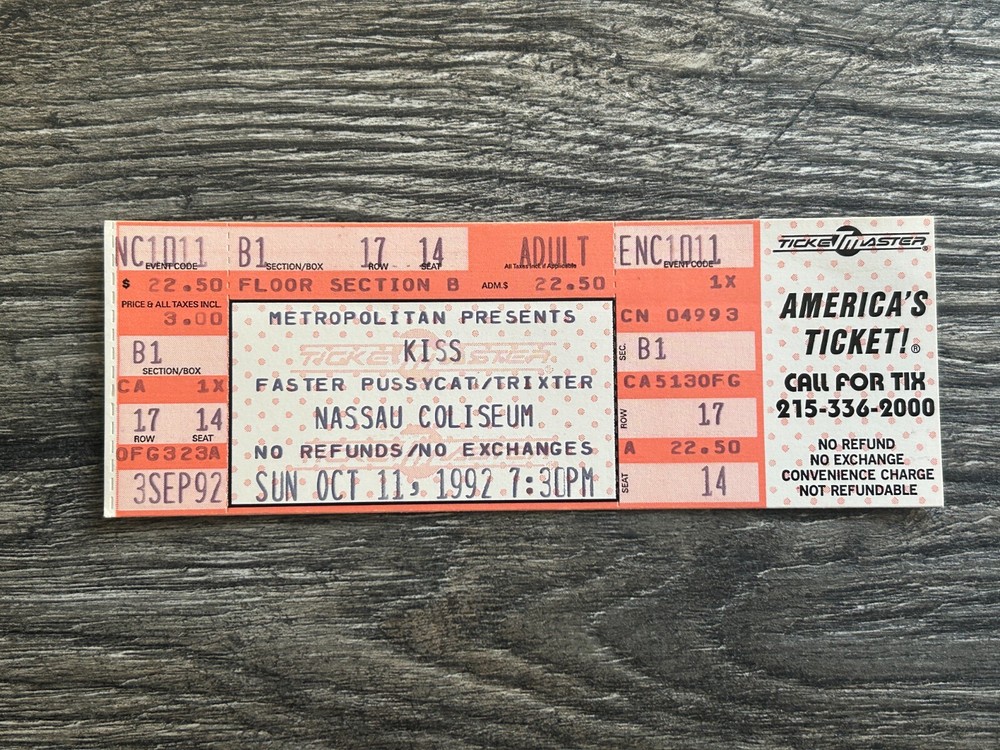 NC1011
EVENT CODE
$ 22.50
PRICE & ALL TAXES INCL.
3.00
B1
SECTION/BOX
CA 1X
17 14
ROW SEAT
OFG323A
3SEP92
B1 17 14 ADULT
SECTION/BOX ROW SEAT All Taxes Incl. if Applicable
FLOOR SECTION B ADM.$ 22.50
METROPOLITAN PRESENTS
TICKETMASTER
KISS
FASTER PUSSYCAT/TRIXTER
NASSAU COLISEUM
NO REFUNDS/NO EXCHANGES
SUN OCT 11, 1992 7:30PM
ENC1011
EVENT CODE
1X
CN 04993
SEC. B1
CA5130FG
ROW 17
A 22.50
SEAT 14
TICKETMASTER®
AMERICA'S
TICKET!®
CALL FOR TIX
215-336-2000
NO REFUND
NO EXCHANGE
CONVENIENCE CHARGE
NOT REFUNDABLE